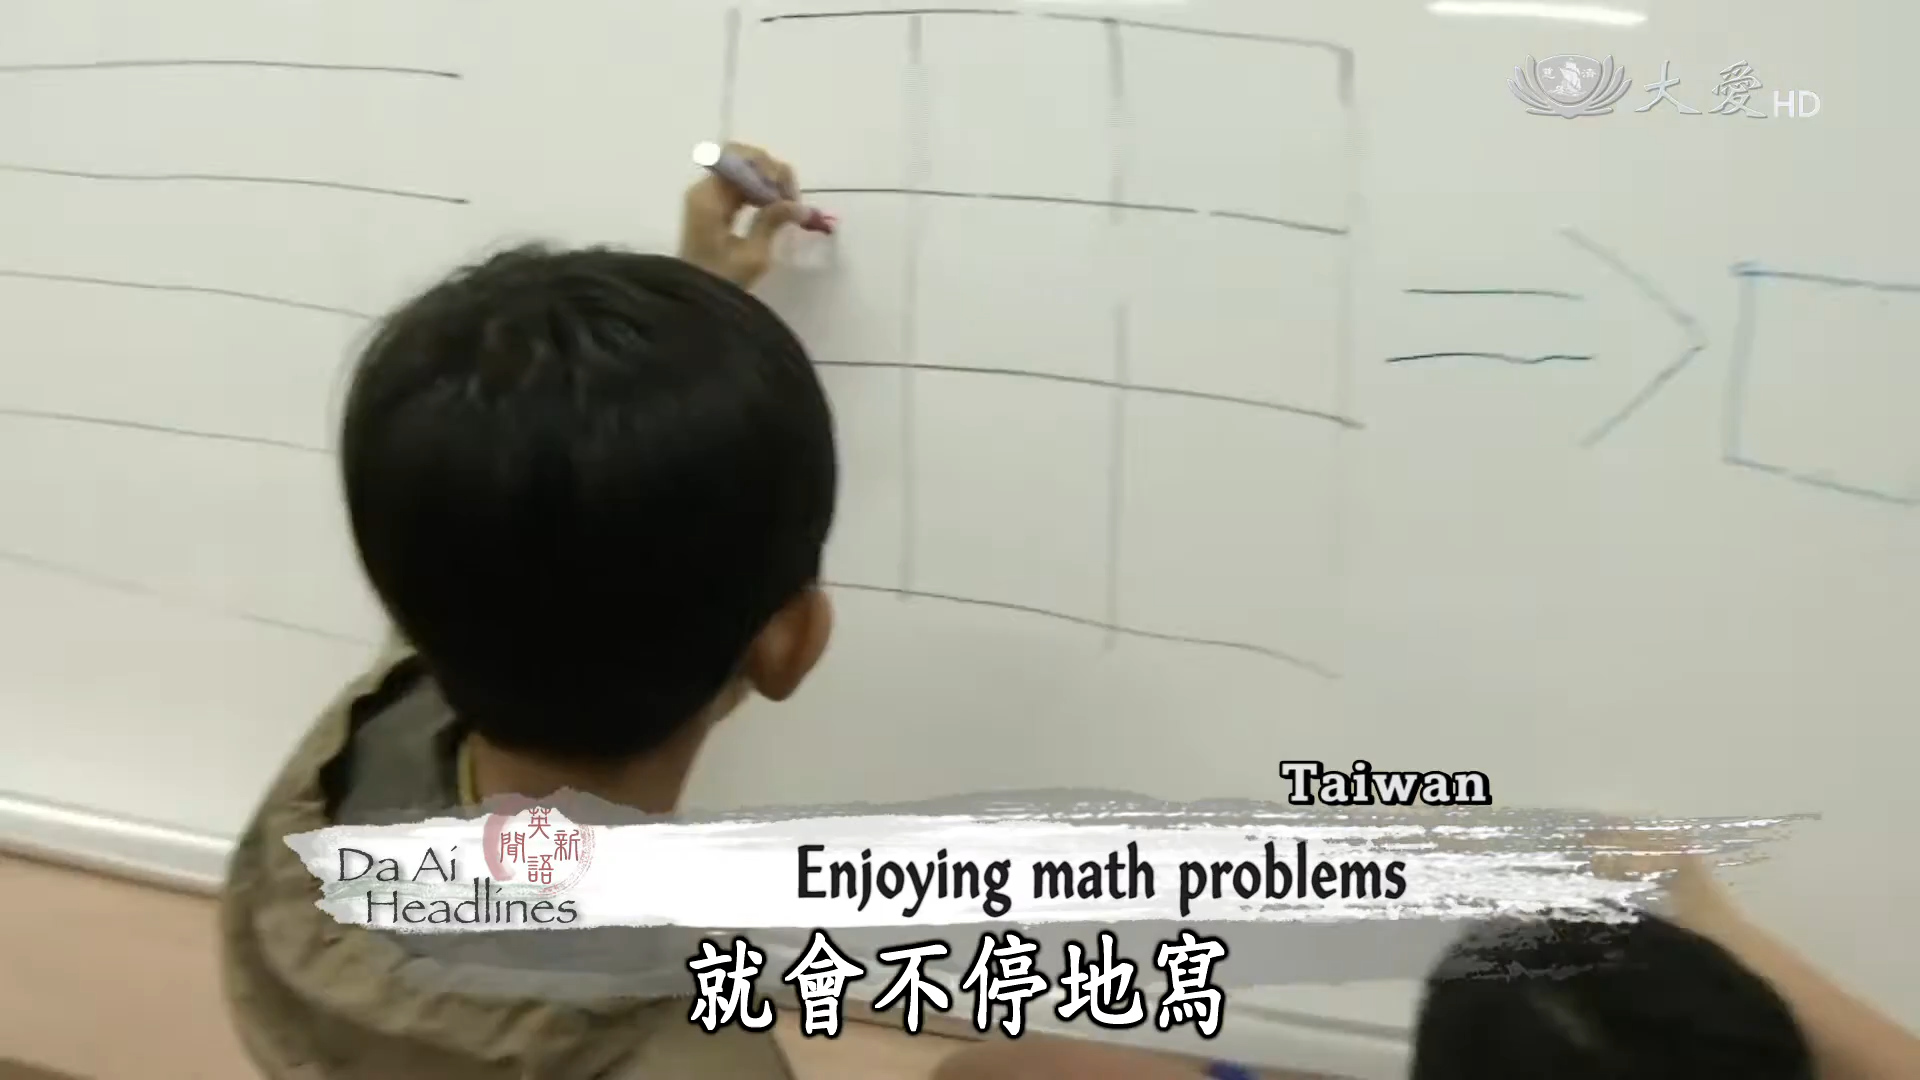 大愛HD
Taiwan
英新
聞語
Da Ai
Headlines
Enjoying math problems
就會不停地寫